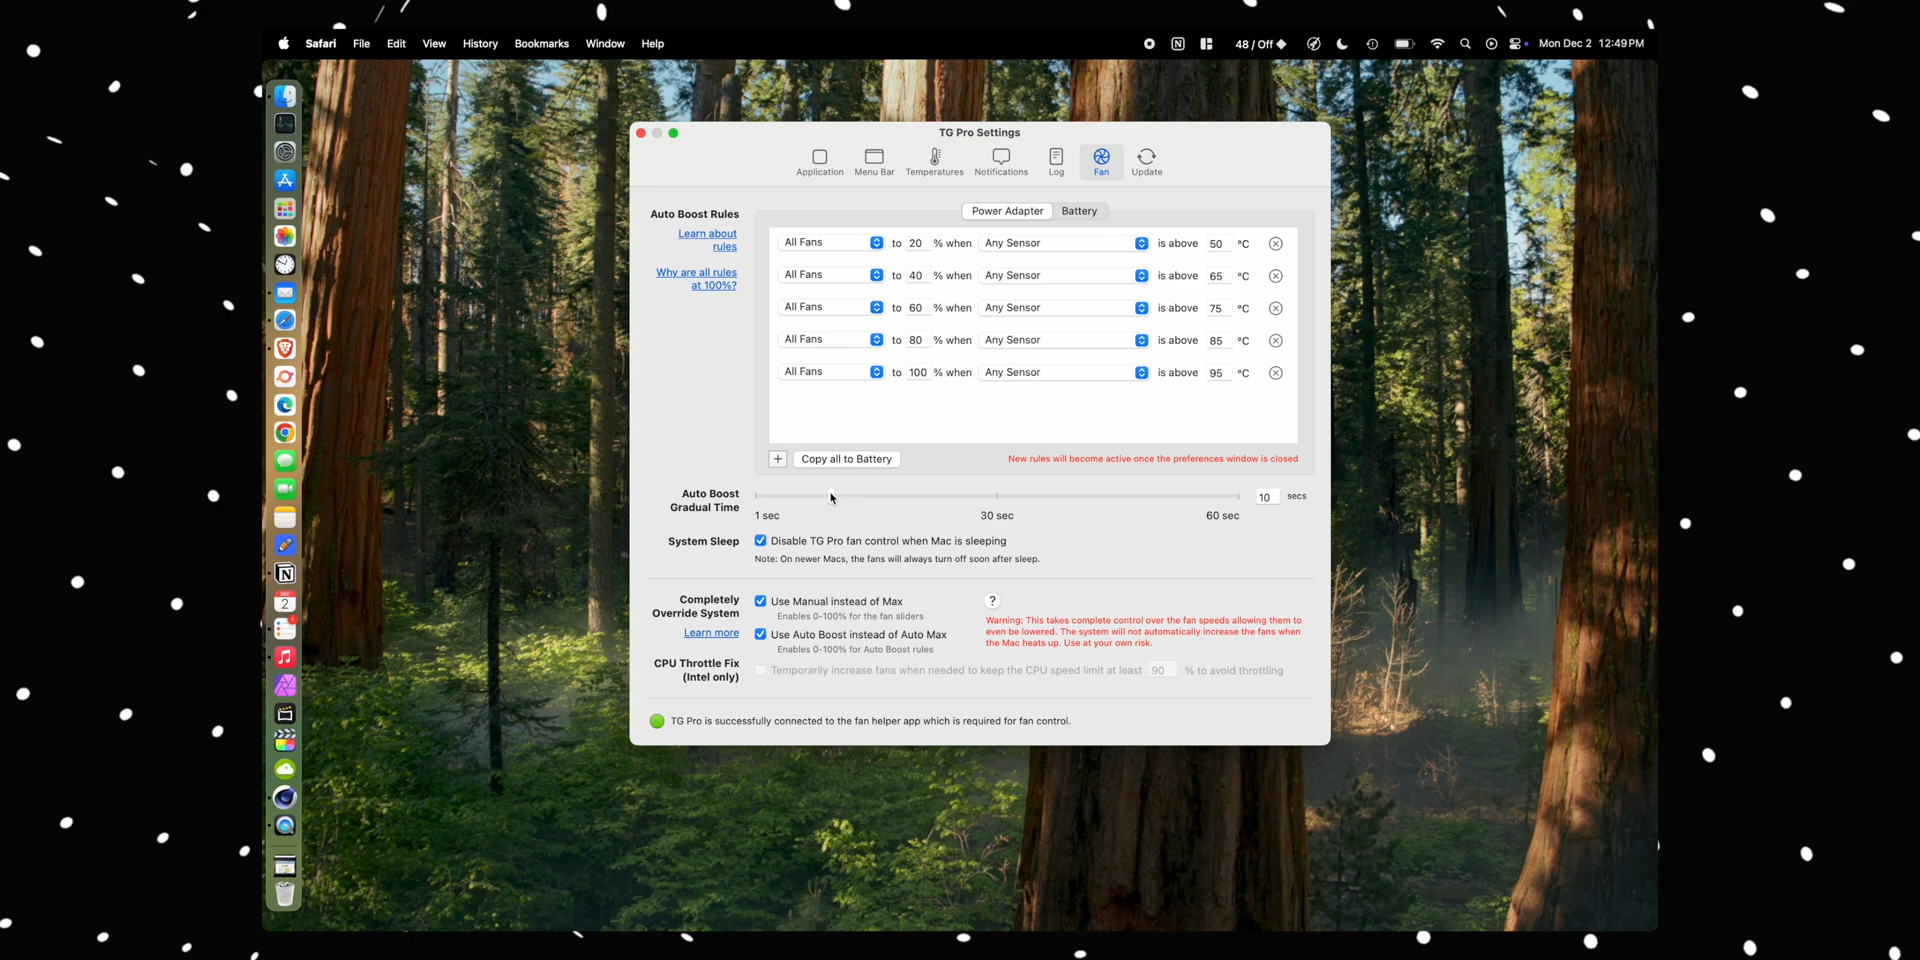 Safari File Edit View History Bookmarks Window Help 48 / Off Mon Dec 2 12:49 PM
TG Pro Settings
Application Menu Bar Temperatures Notifications Log Fan Update
Power Adapter Battery
Auto Boost Rules
Learn about
rules
Why are all rules
at 100%?
All Fans to 20 % when Any Sensor is above 50 °C
All Fans to 40 % when Any Sensor is above 65 °C
All Fans to 60 % when Any Sensor is above 75 °C
All Fans to 80 % when Any Sensor is above 85 °C
All Fans to 100 % when Any Sensor is above 95 °C
+ Copy all to Battery New rules will become active once the preferences window is closed
Auto Boost
Gradual Time
10 secs
1 sec 30 sec 60 sec
System Sleep Disable TG Pro fan control when Mac is sleeping
Note: On newer Macs, the fans will always turn off soon after sleep.
Completely
Override System
Learn more
Use Manual instead of Max
Enables 0-100% for the fan sliders
Use Auto Boost instead of Auto Max
Enables 0-100% for Auto Boost rules
?
Warning: This takes complete control over the fan speeds allowing them to
even be lowered. The system will not automatically increase the fans when
the Mac heats up. Use at your own risk.
CPU Throttle Fix
(Intel only)
Temporarily increase fans when needed to keep the CPU speed limit at least 90 % to avoid throttling
TG Pro is successfully connected to the fan helper app which is required for fan control.
DEC
2